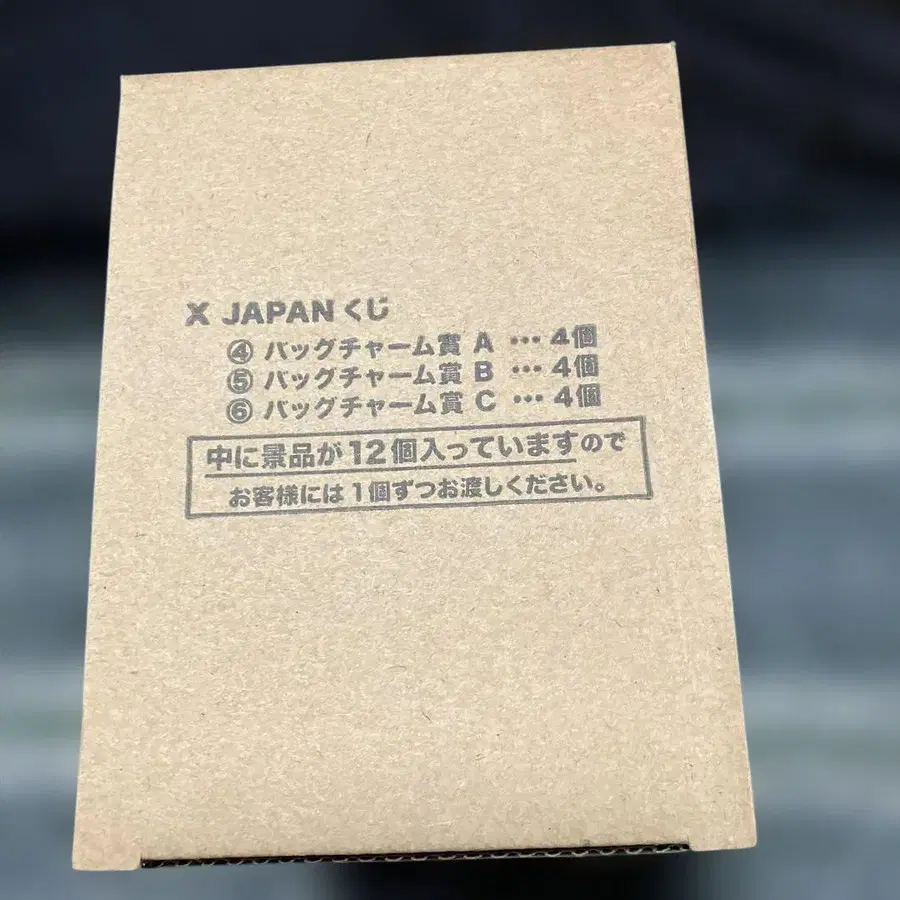 X JAPANくじ
④ バッグチャーム賞 A … 4個
⑤ バッグチャーム賞 B … 4個
⑥ バッグチャーム賞 C … 4個
中に景品が12個入っていますので
お客様には1個ずつお渡しください。